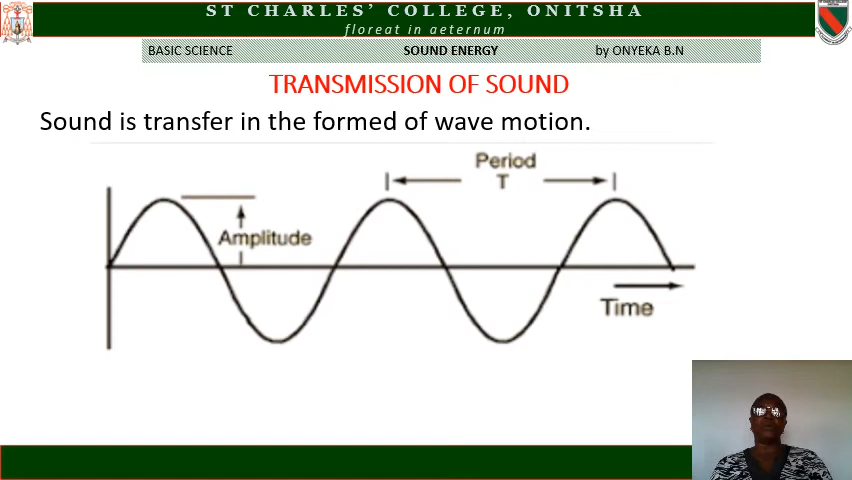 ST CHARLES' COLLEGE, ONITSHA
floreat in aeternum
BASIC SCIENCE SOUND ENERGY by ONYEKA B.N
TRANSMISSION OF SOUND
Sound is transfer in the formed of wave motion.
Period
T
Amplitude
Time